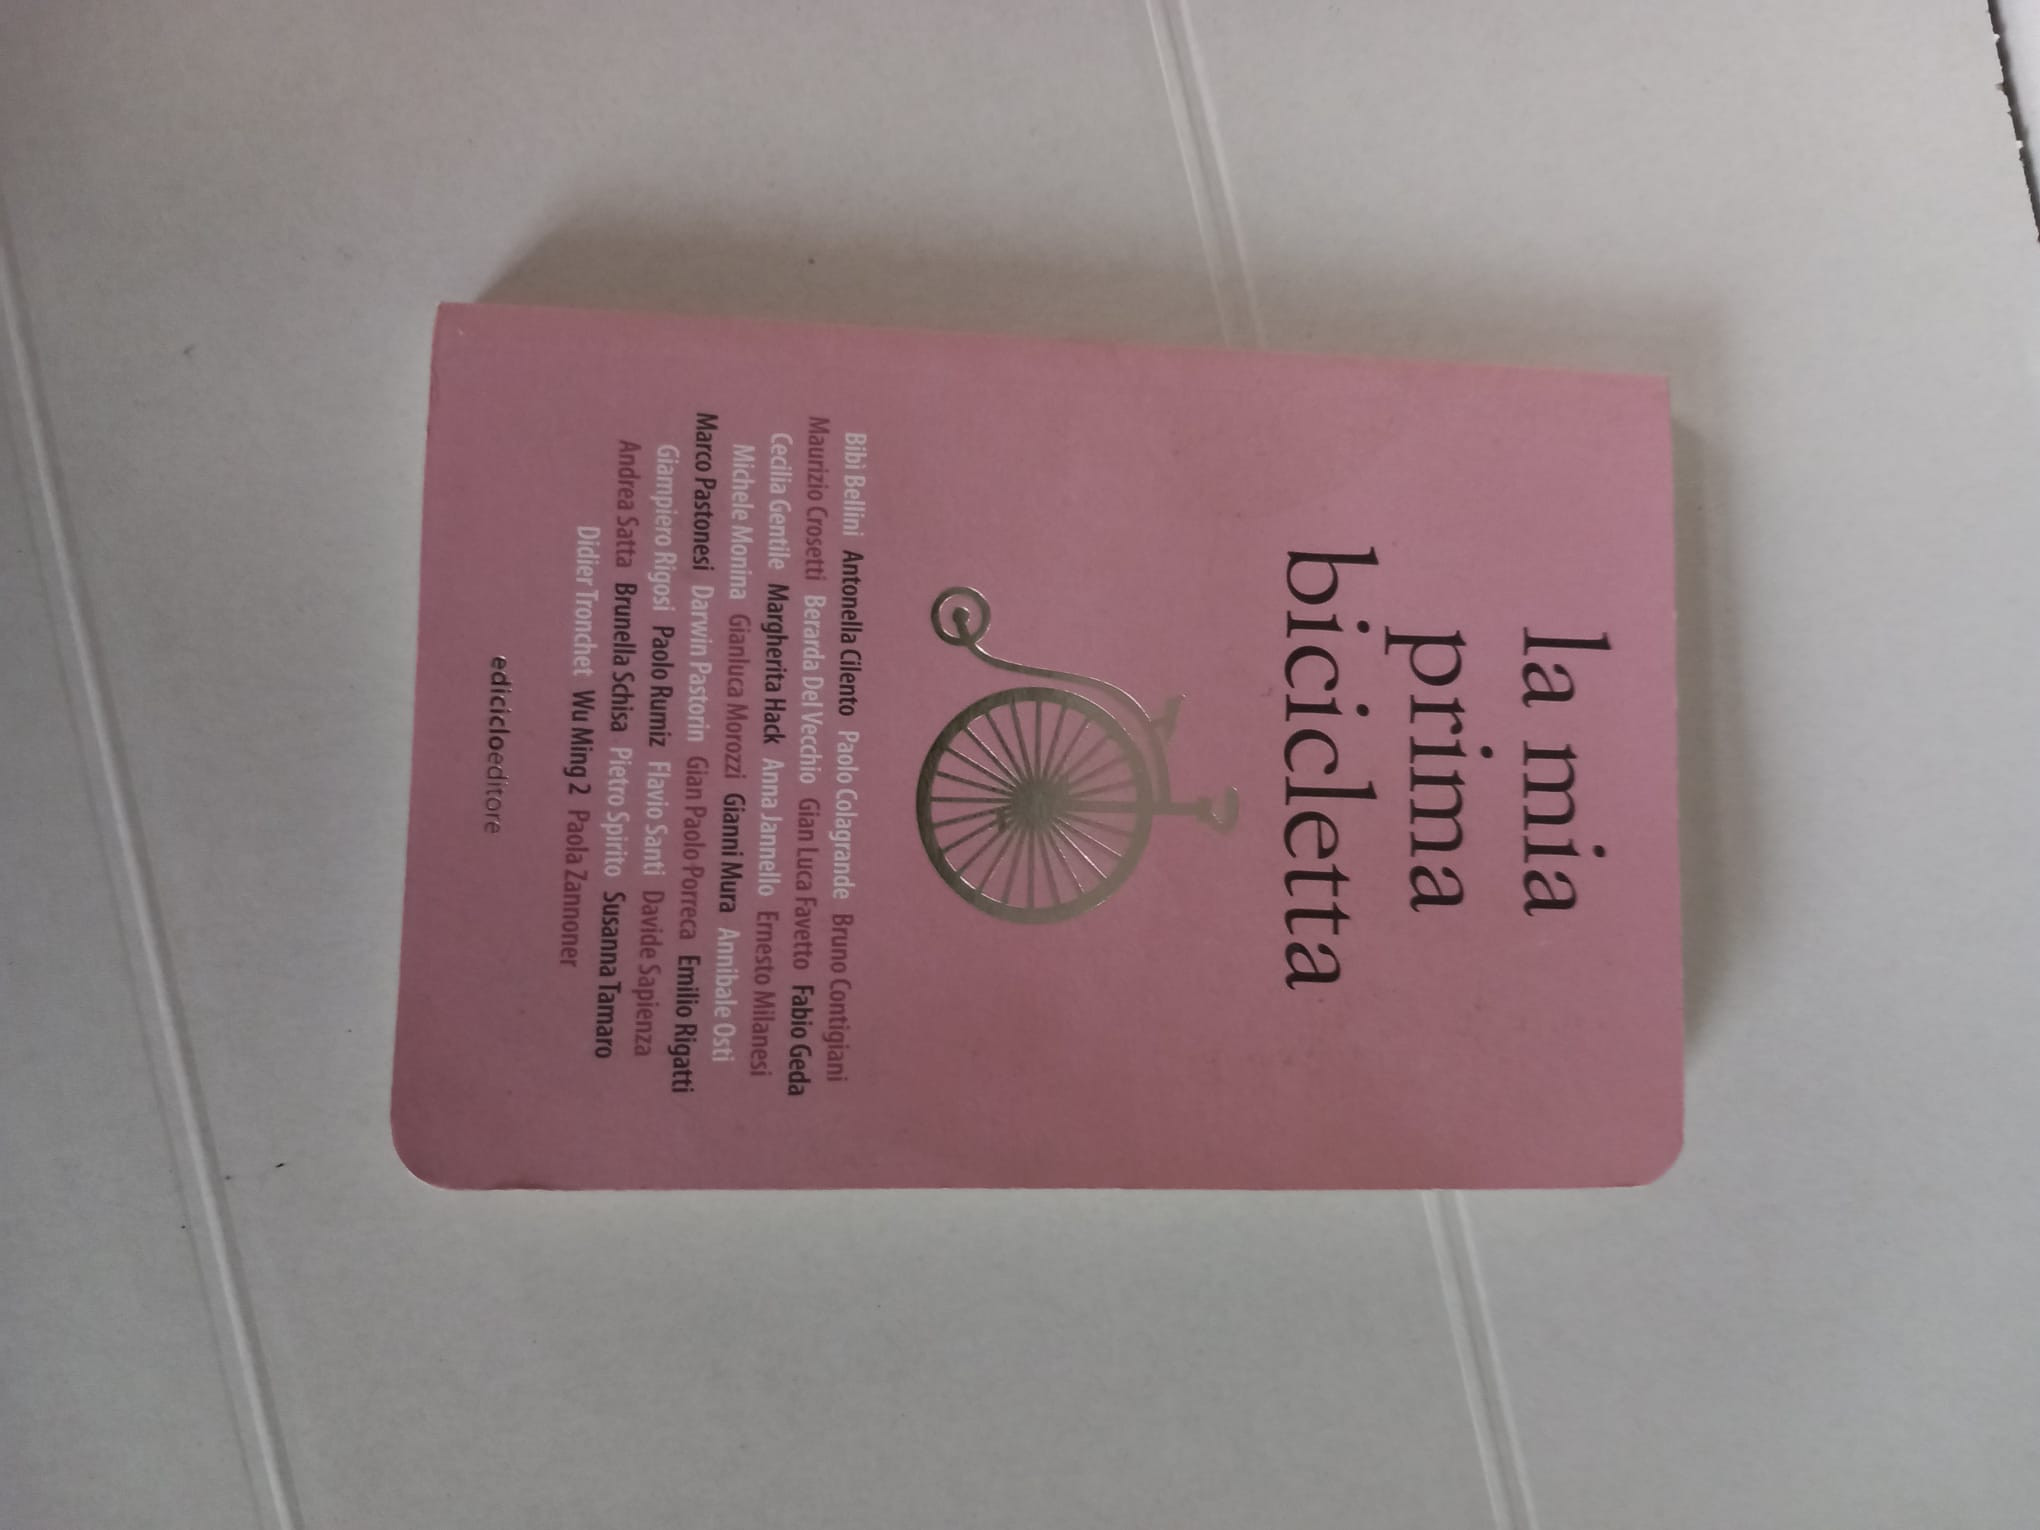 la mia
prima
bicicletta
Bibì Bellini Antonella Cilento Paolo Colagrande Bruno Contigiani
Maurizio Crosetti Berarda Del Vecchio Gian Luca Favetto Fabio Geda
Cecilia Gentile Margherita Hack Anna Jannello Ernesto Milanesi
Michele Monina Gianluca Morozzi Gianni Mura Annibale Osti
Marco Pastonesi Darwin Pastorin Gian Paolo Porreca Emilio Rigatti
Giampiero Rigosi Paolo Rumiz Flavio Santi Davide Sapienza
Andrea Satta Brunella Schisa Pietro Spirito Susanna Tamaro
Didier Tronchet Wu Ming 2 Paola Zannoner
edicicloeditore